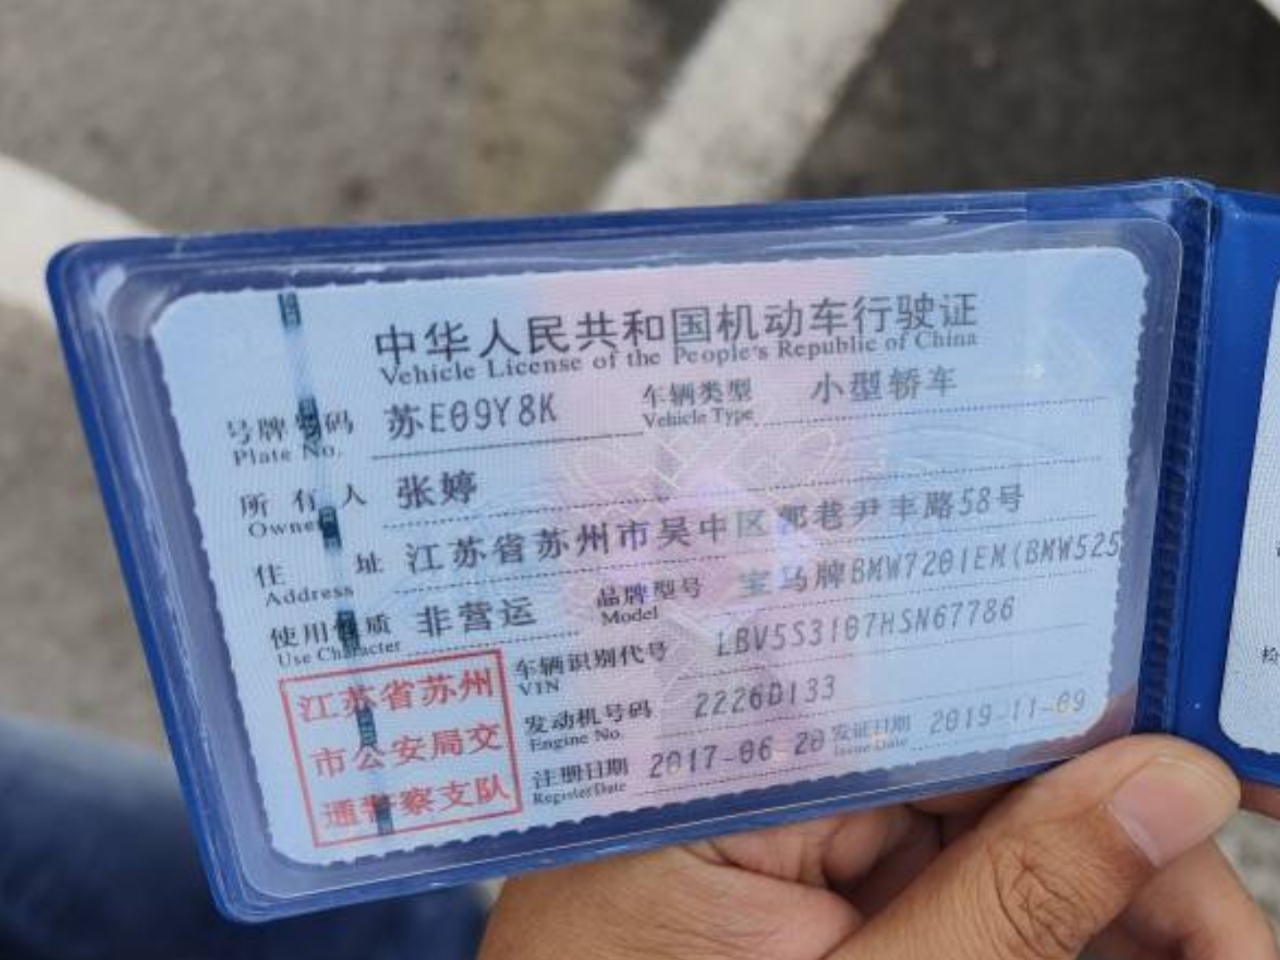 中华人民共和国机动车行驶证
Vehicle License of the People's Republic of China
号牌号码 苏E09Y8K 车辆类型 小型轿车
Plate No. Vehicle Type
所有人 张婷
Owner
住址 江苏省苏州市吴中区郭巷尹丰路58号
Address
使用性质 非营运 品牌型号 宝马牌BMW7201EM(BMW525
Use Character Model
车辆识别代号 LBV5S3107HSN67786
VIN
发动机号码 2226D133
Engine No.
注册日期 2017-06-20 发证日期 2019-11-09
Register Date Issue Date
江苏省苏州
市公安局交
通警察支队